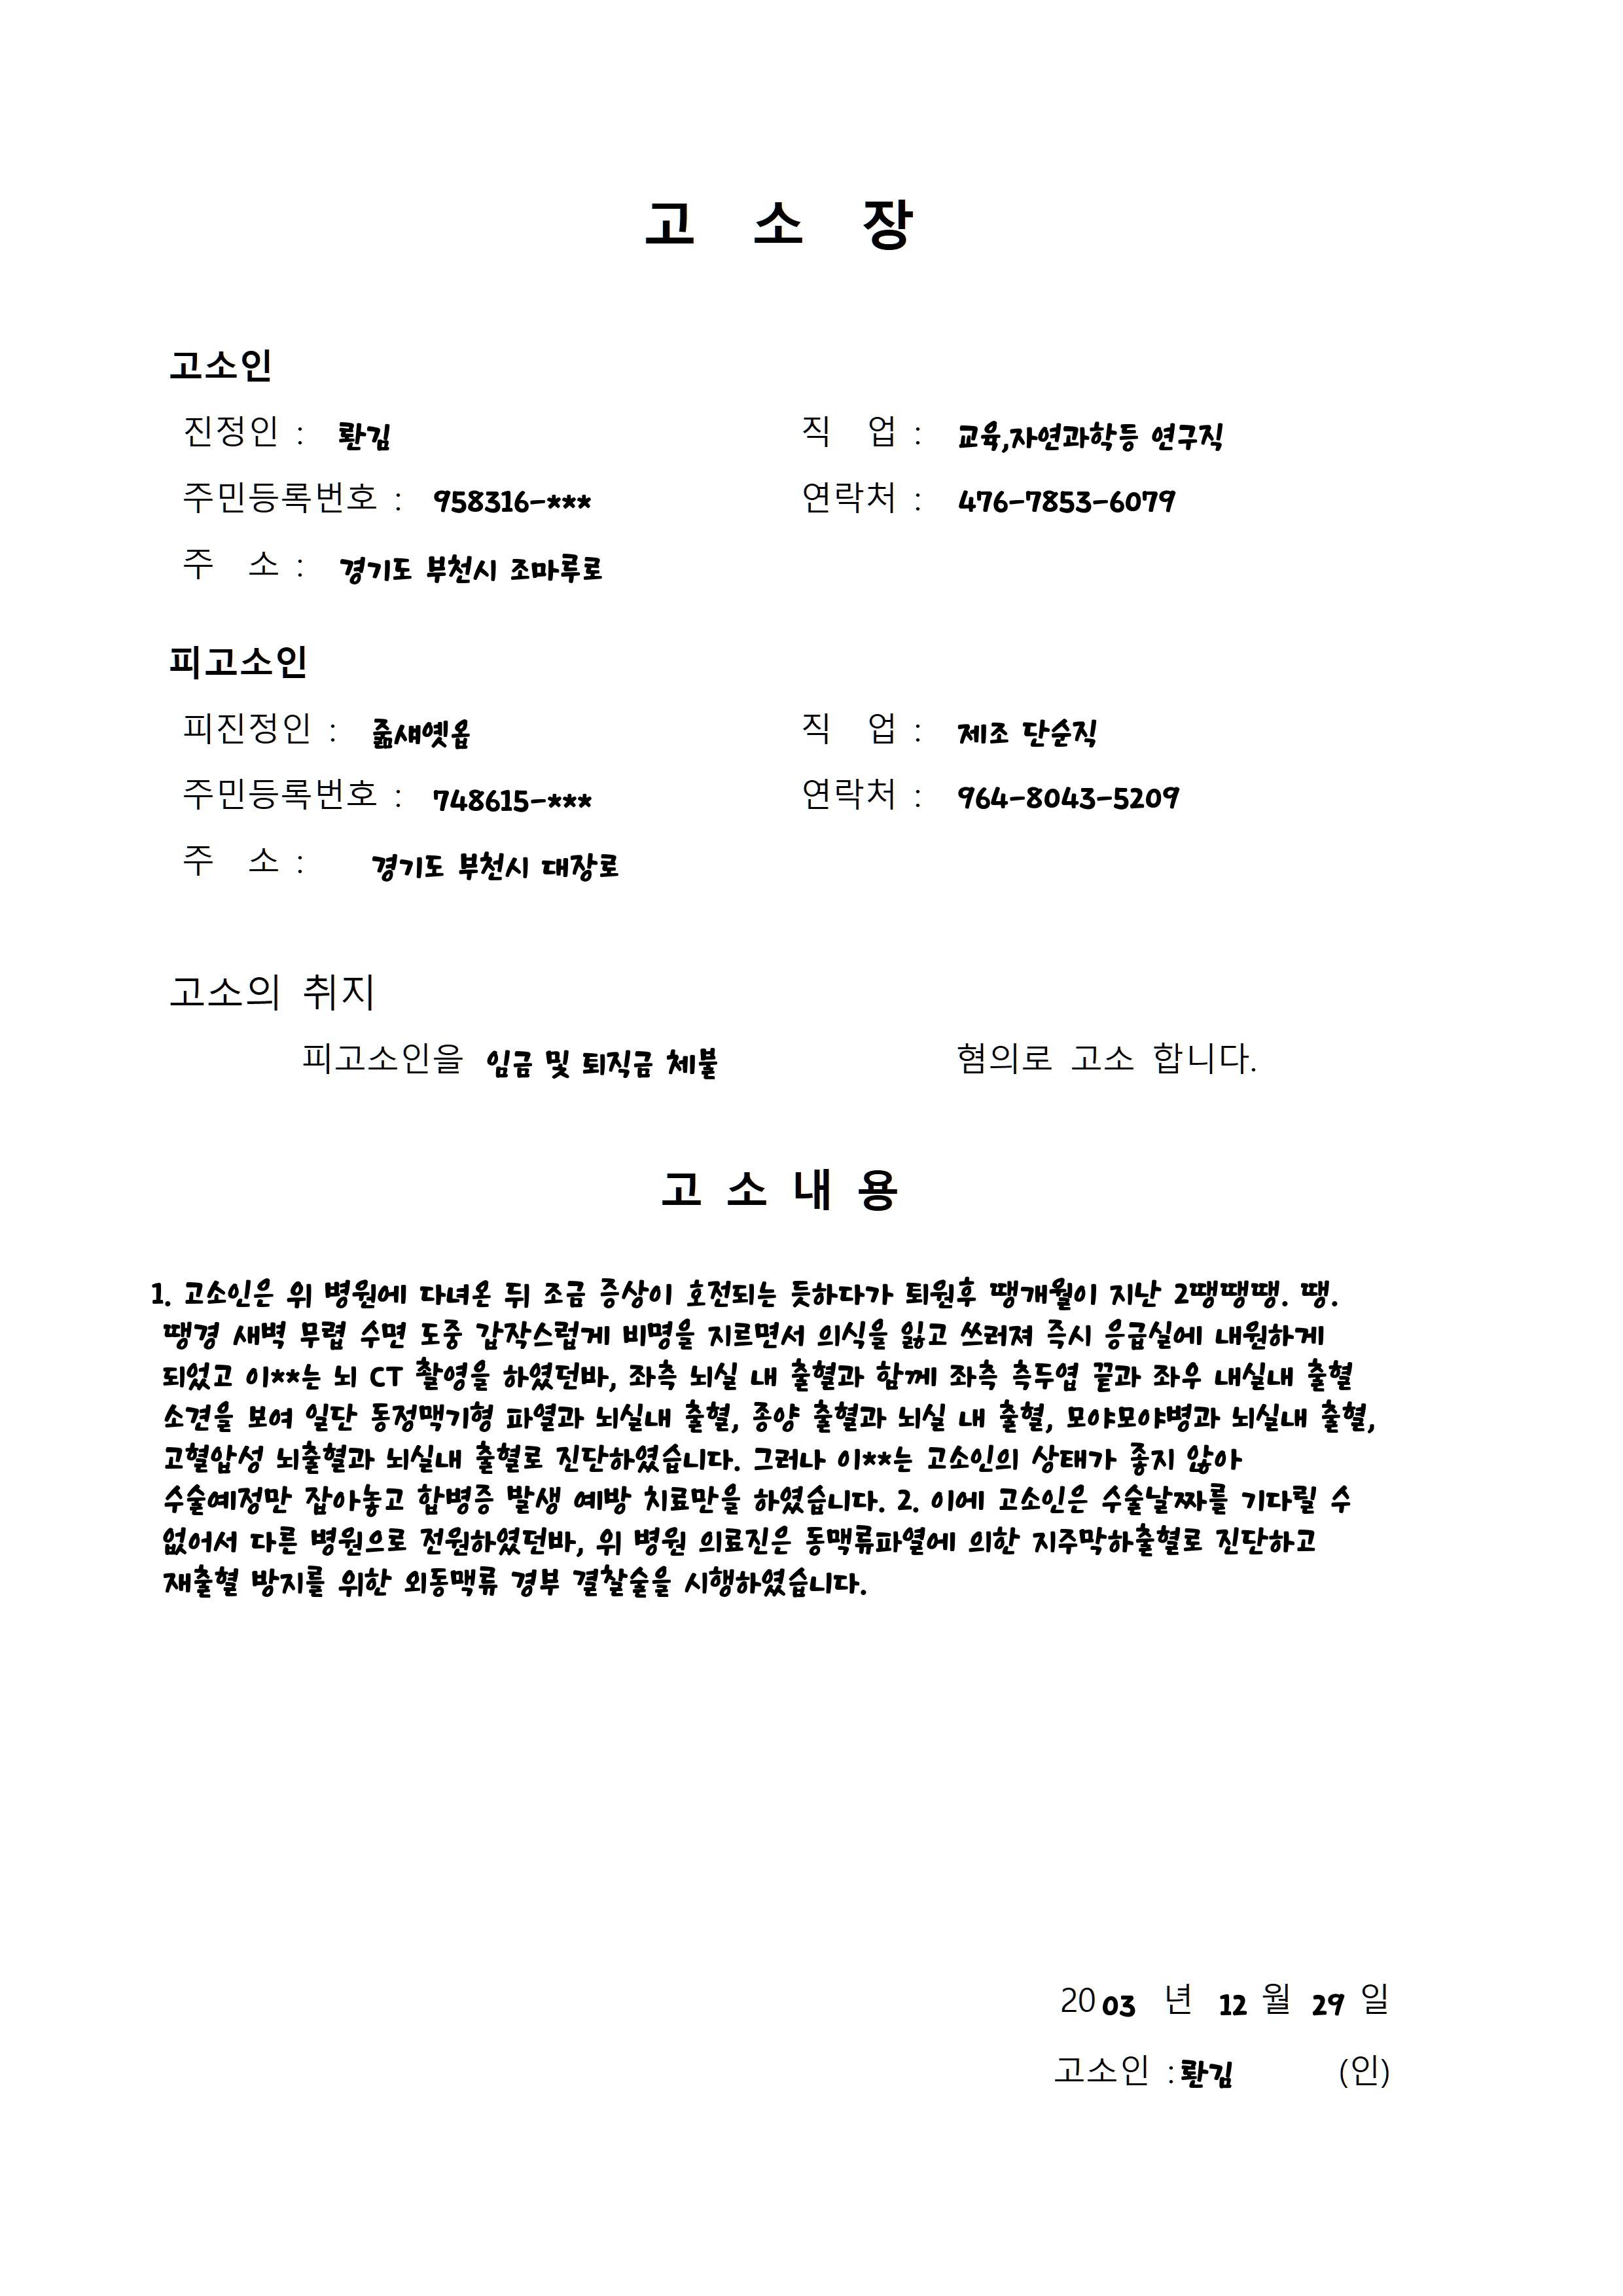 고 소 장
고소인
진정인 : 롼김 직 업 : 교육,자연과학등 연구직
주민등록번호 : 958316-*** 연락처 : 476-7853-6079
주 소 : 경기도 부천시 조마루로
피고소인
피진정인 : 줆섀옛옵 직 업 : 제조 단순직
주민등록번호 : 748615-*** 연락처 : 964-8043-5209
주 소 : 경기도 부천시 대장로
고소의 취지
피고소인을 임금 및 퇴직금 체불 혐의로 고소 합니다.
고 소 내 용
1. 고소인은 위 병원에 다녀온 뒤 조금 증상이 호전되는 듯하다가 퇴원후 땡개월이 지난 2땡땡땡. 땡.
땡경 새벽 무렵 수면 도중 갑작스럽게 비명을 지르면서 의식을 잃고 쓰러져 즉시 응급실에 내원하게
되었고 이**는 뇌 CT 촬영을 하였던바, 좌측 뇌실 내 출혈과 함께 좌측 측두엽 끝과 좌우 내실내 출혈
소견을 보여 일단 동정맥기형 파열과 뇌실내 출혈, 종양 출혈과 뇌실 내 출혈, 모야모야병과 뇌실내 출혈,
고혈압성 뇌출혈과 뇌실내 출혈로 진단하였습니다. 그러나 이**는 고소인의 상태가 좋지 않아
수술예정만 잡아놓고 합병증 발생 예방 치료만을 하였습니다. 2. 이에 고소인은 수술날짜를 기다릴 수
없어서 다른 병원으로 전원하였던바, 위 병원 의료진은 동맥류파열에 의한 지주막하출혈로 진단하고
재출혈 방지를 위한 외동맥류 경부 결찰술을 시행하였습니다.
20 03 년 12 월 29 일
고소인 : 롼김 (인)